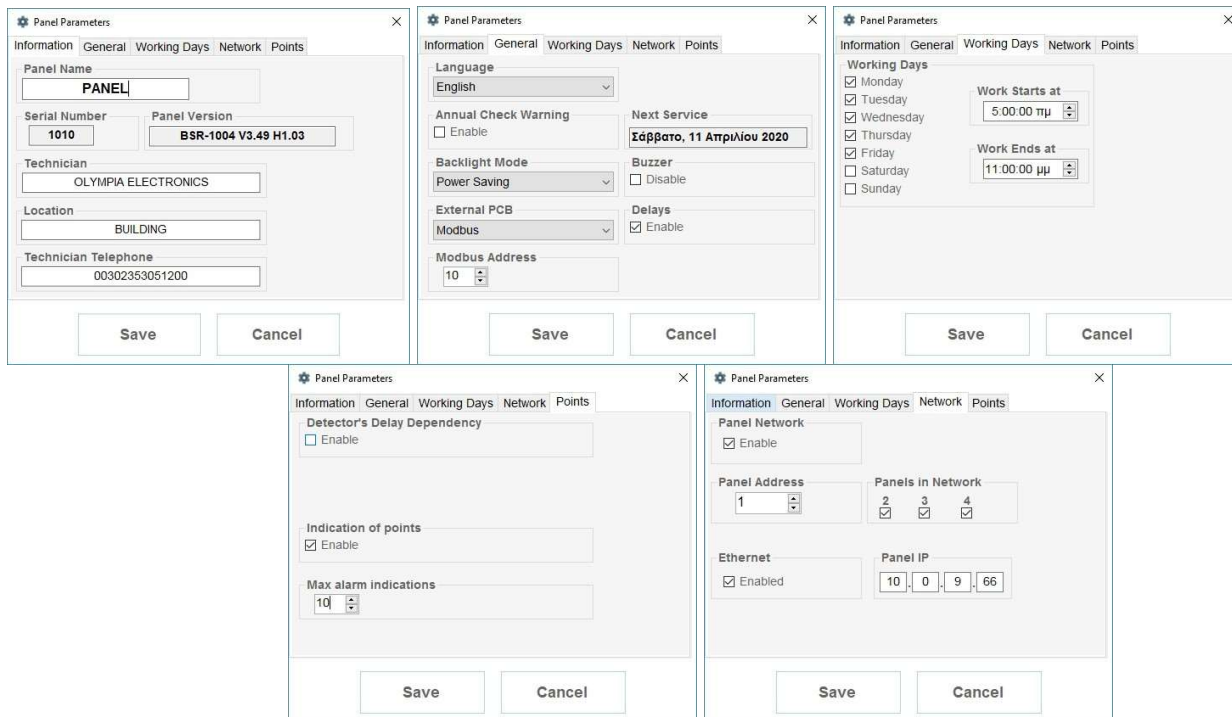 Panel Parameters
Information General Working Days Network Points
Panel Name
PANEL
Serial Number Panel Version
1010 BSR-1004 V3.49 H1.03
Technician
OLYMPIA ELECTRONICS
Location
BUILDING
Technician Telephone
00302353051200
Save Cancel
Panel Parameters
Information General Working Days Network Points
Language
English
Annual Check Warning Next Service
Enable Σάββατο, 11 Απριλίου 2020
Backlight Mode Buzzer
Power Saving Disable
External PCB Delays
Modbus Enable
Modbus Address
10
Save Cancel
Panel Parameters
Information General Working Days Network Points
Working Days
Monday
Tuesday
Wednesday
Thursday
Friday
Saturday
Sunday
Work Starts at
5:00:00 πμ
Work Ends at
11:00:00 μμ
Save Cancel
Panel Parameters
Information General Working Days Network Points
Detector's Delay Dependency
Enable
Indication of points
Enable
Max alarm indications
10
Save Cancel
Panel Parameters
Information General Working Days Network Points
Panel Network
Enable
Panel Address Panels in Network
1 2 3 4
Ethernet Panel IP
Enabled 10 . 0 . 9 . 66
Save Cancel